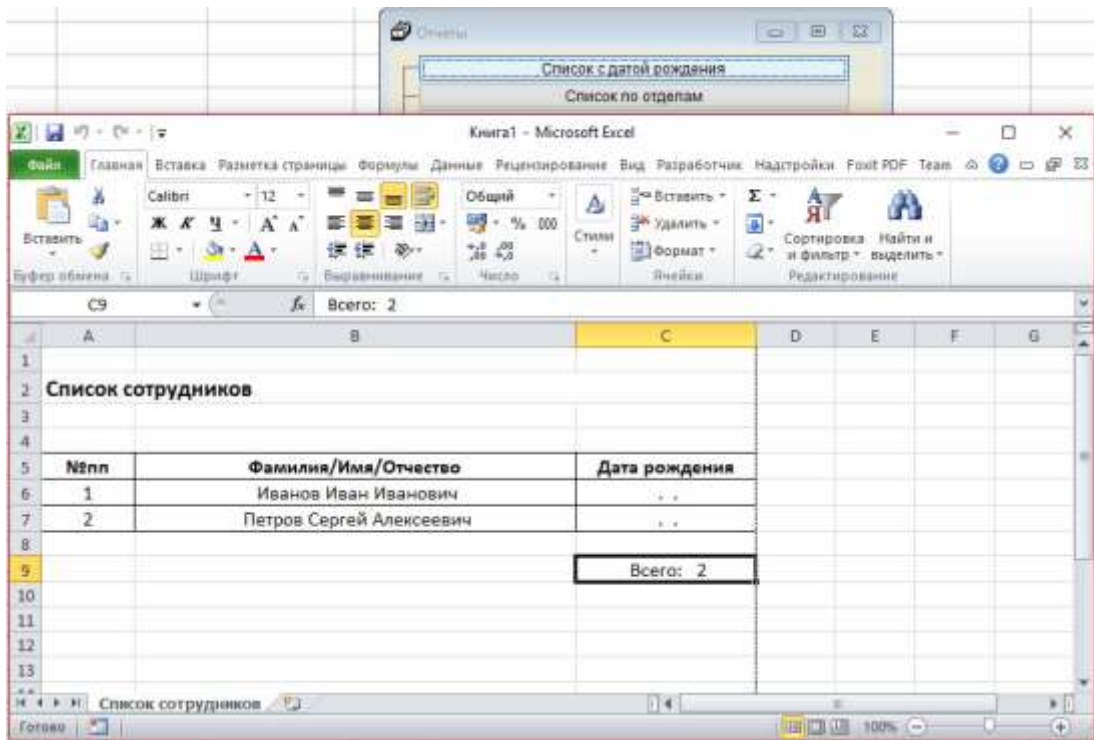 Отчеты
Список с датой рождения
Список по отделам
Книга1 - Microsoft Excel
Файл Главная Вставка Разметка страницы Формулы Данные Рецензирование Вид Разработчик Надстройки Foxit PDF Team
Calibri 12 Общий Вставить Σ
Ж К Ч % 000 Удалить
Вставить Стили Формат Сортировка и фильтр Найти и выделить
Буфер обмена Шрифт Выравнивание Число Ячейки Редактирование
C9 fx Всего: 2
A B C D E F G
1
2 Список сотрудников
3
4
5 №пп Фамилия/Имя/Отчество Дата рождения
6 1 Иванов Иван Иванович . .
7 2 Петров Сергей Алексеевич . .
8
9 Всего: 2
10
11
12
13
Список сотрудников
Готово 100%